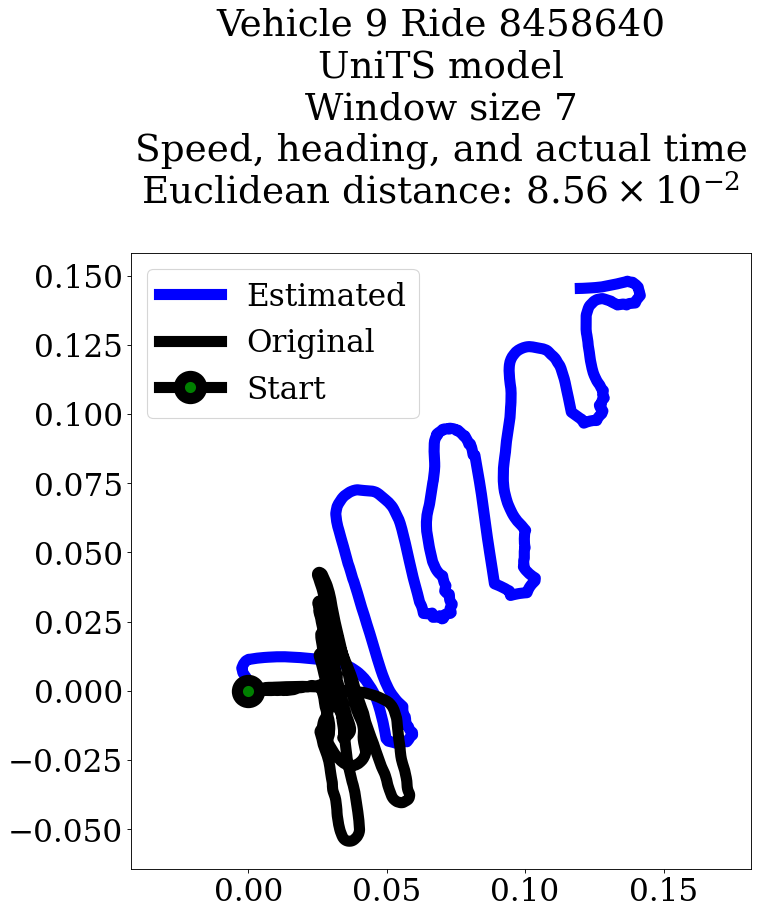 Vehicle 9 Ride 8458640
UniTS model
Window size 7
Speed, heading, and actual time
Euclidean distance: 8.56 × 10⁻²
Estimated
Original
Start
0.150
0.125
0.100
0.075
0.050
0.025
0.000
−0.025
−0.050
0.00 0.05 0.10 0.15